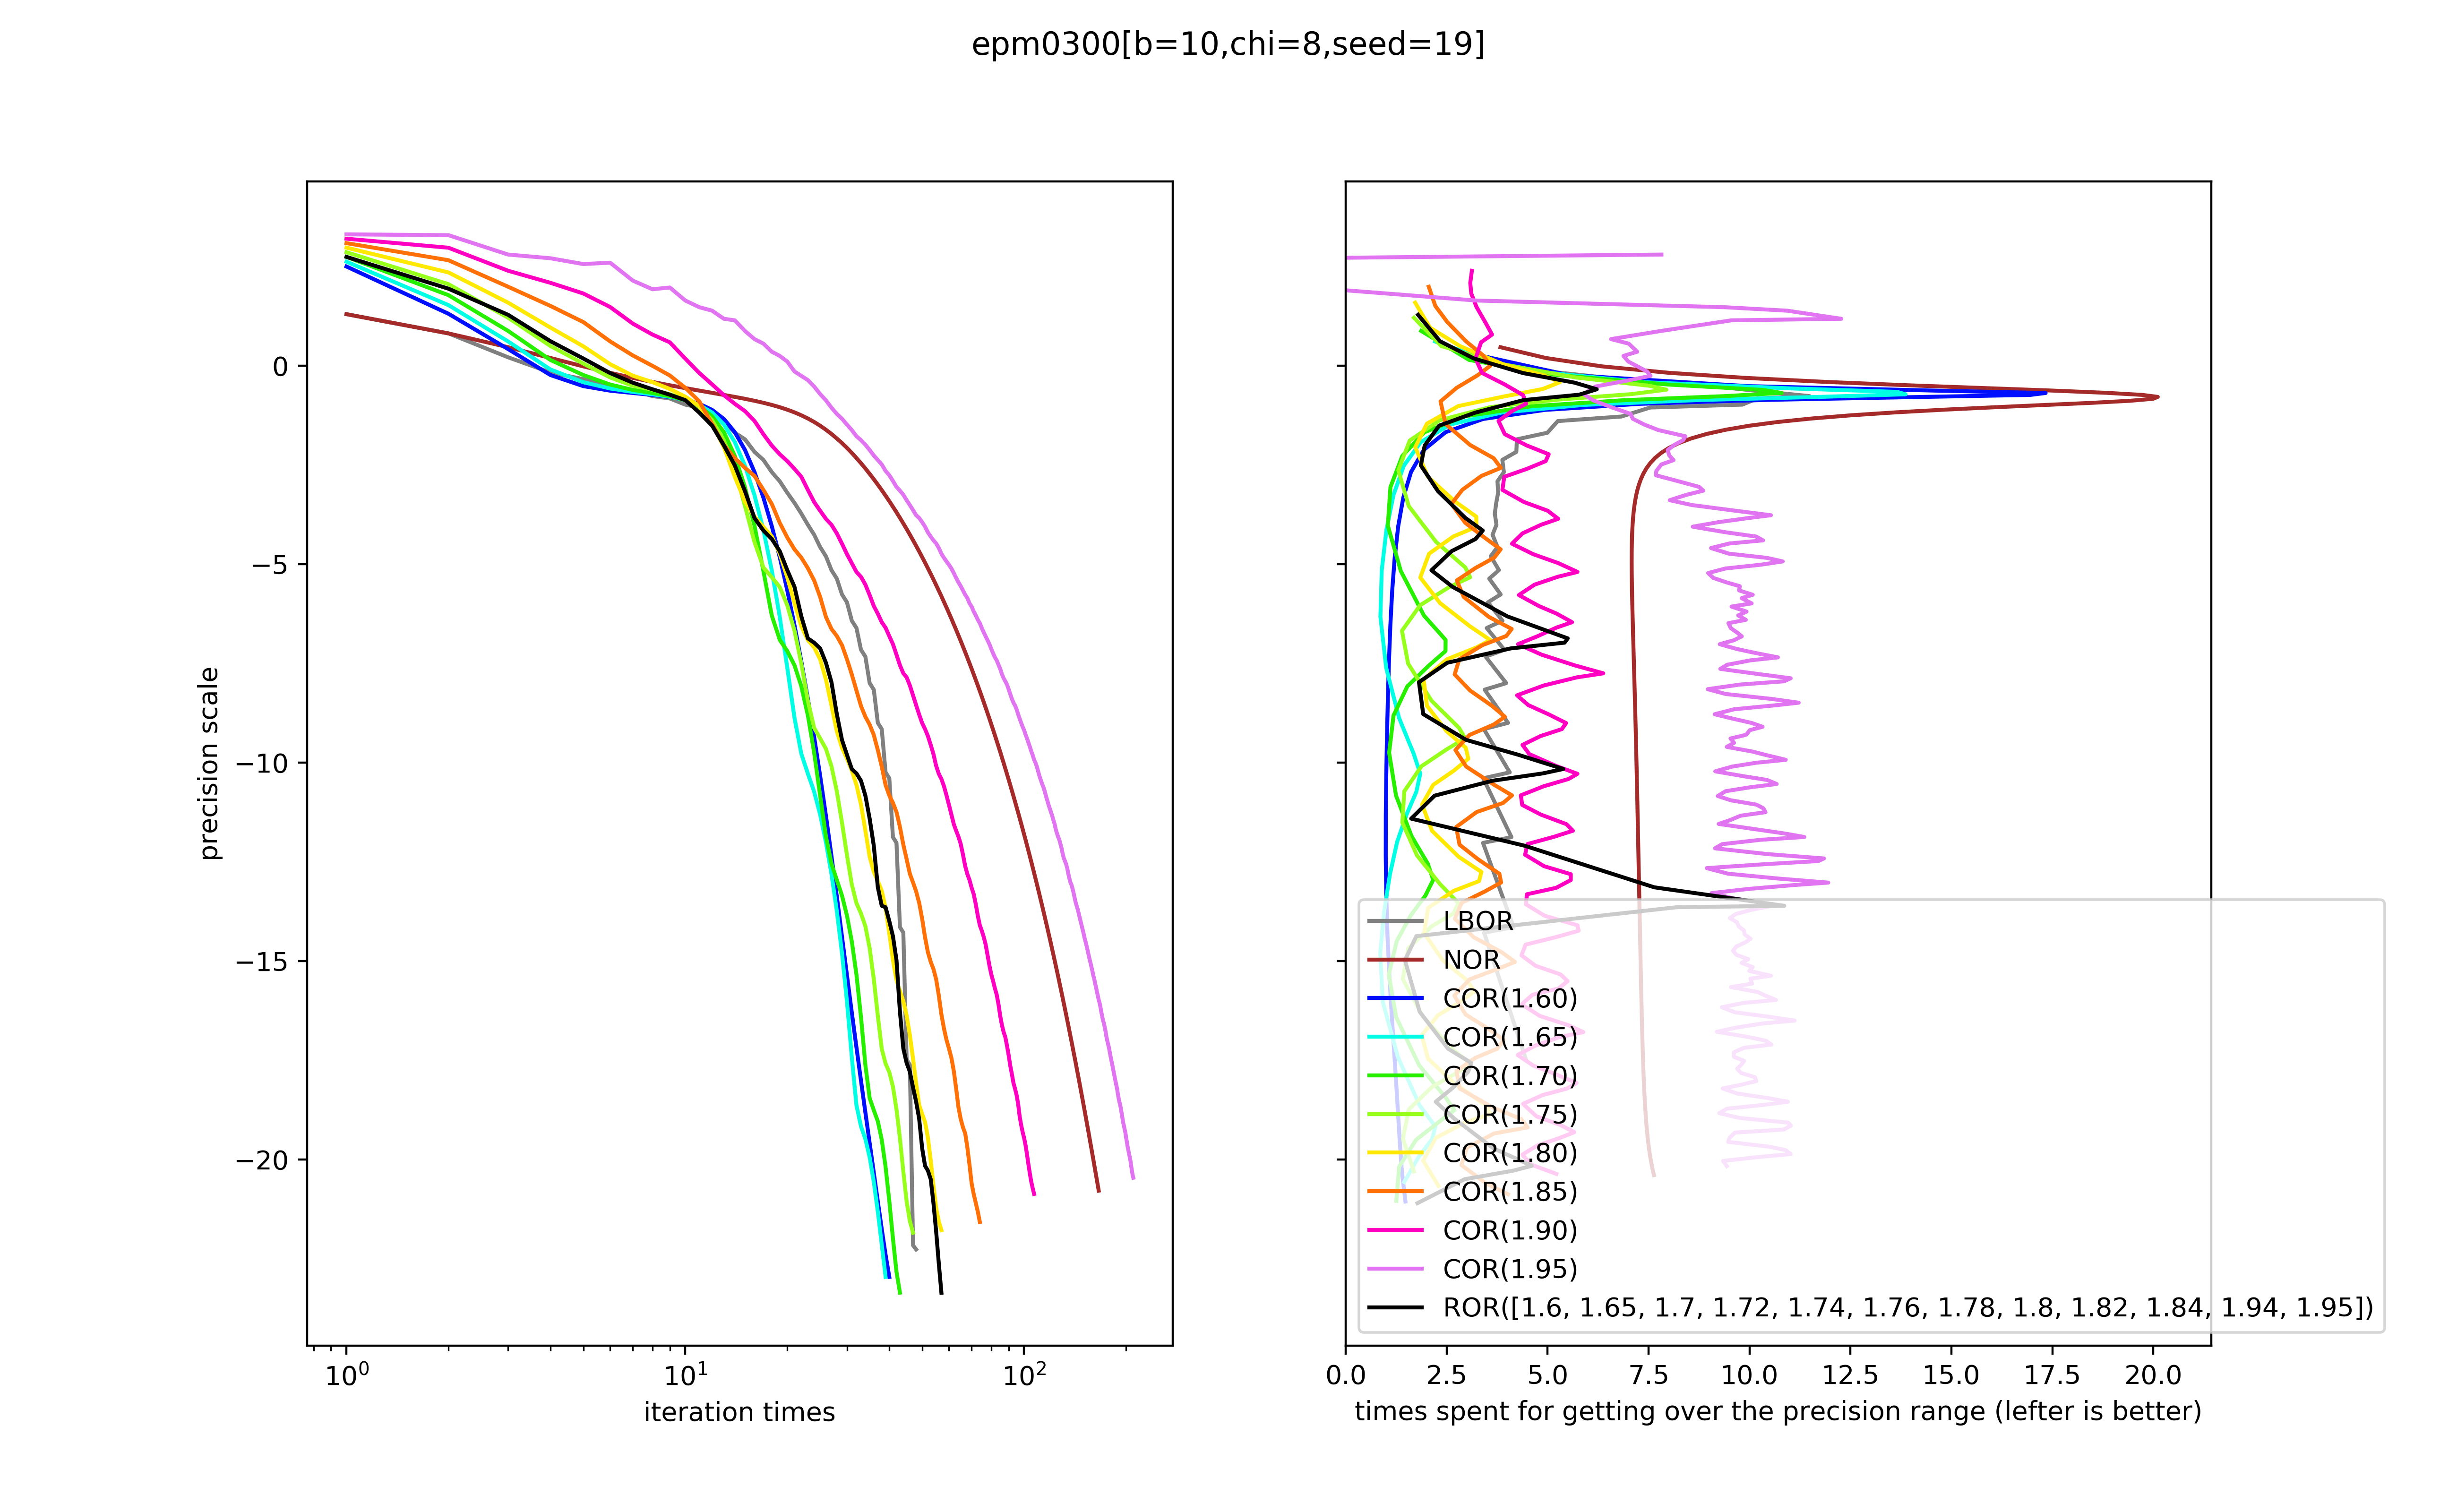 epm0300[b=10,chi=8,seed=19]
precision scale
0
−5
−10
−15
−20
10⁰ 10¹ 10²
iteration times
LBOR
NOR
COR(1.60)
COR(1.65)
COR(1.70)
COR(1.75)
COR(1.80)
COR(1.85)
COR(1.90)
COR(1.95)
ROR([1.6, 1.65, 1.7, 1.72, 1.74, 1.76, 1.78, 1.8, 1.82, 1.84, 1.94, 1.95])
0.0 2.5 5.0 7.5 10.0 12.5 15.0 17.5 20.0
times spent for getting over the precision range (lefter is better)